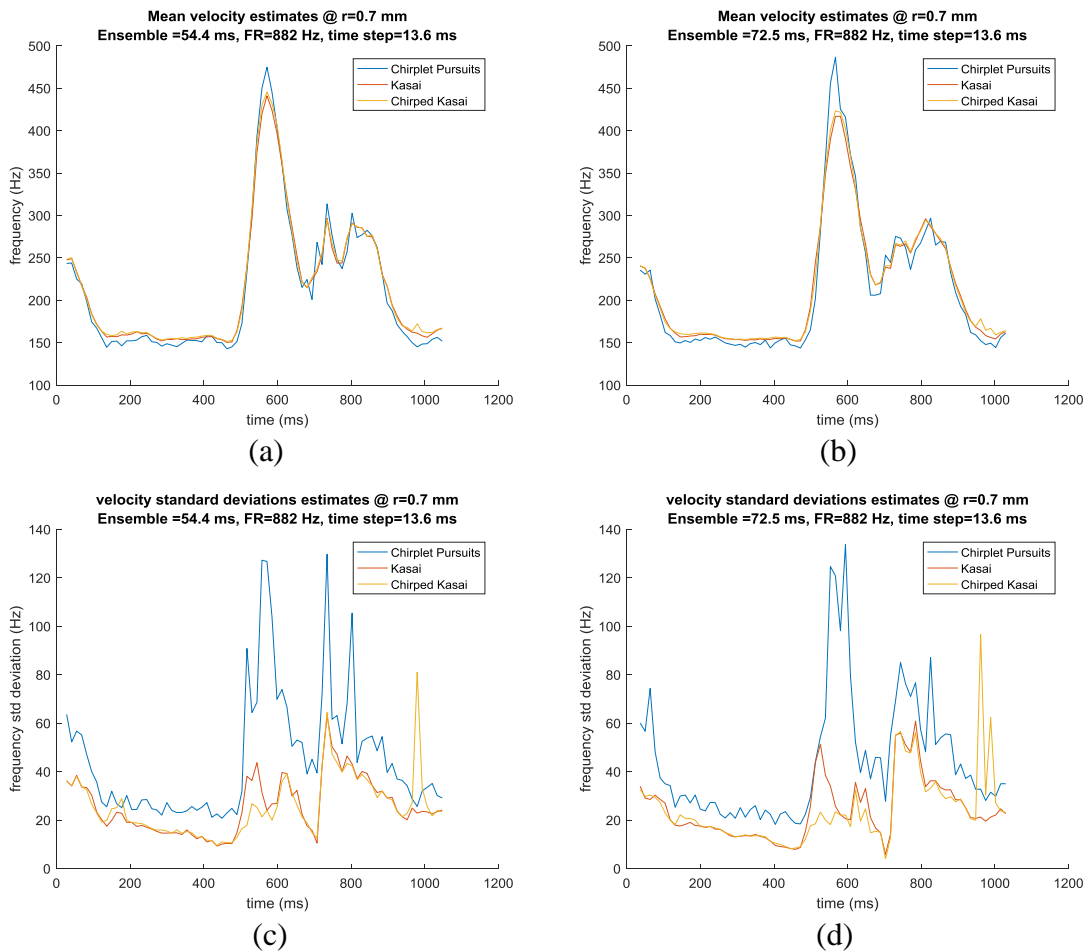 Mean velocity estimates @ r=0.7 mm
Ensemble =54.4 ms, FR=882 Hz, time step=13.6 ms
frequency (Hz)
500
450
400
350
300
250
200
150
100
0 200 400 600 800 1000 1200
time (ms)
Chirplet Pursuits
Kasai
Chirped Kasai
(a)
Mean velocity estimates @ r=0.7 mm
Ensemble =72.5 ms, FR=882 Hz, time step=13.6 ms
frequency (Hz)
500
450
400
350
300
250
200
150
100
0 200 400 600 800 1000 1200
time (ms)
Chirplet Pursuits
Kasai
Chirped Kasai
(b)
velocity standard deviations estimates @ r=0.7 mm
Ensemble =54.4 ms, FR=882 Hz, time step=13.6 ms
frequency std deviation (Hz)
140
120
100
80
60
40
20
0
0 200 400 600 800 1000 1200
time (ms)
Chirplet Pursuits
Kasai
Chirped Kasai
(c)
velocity standard deviations estimates @ r=0.7 mm
Ensemble =72.5 ms, FR=882 Hz, time step=13.6 ms
frequency std deviation (Hz)
140
120
100
80
60
40
20
0
0 200 400 600 800 1000 1200
time (ms)
Chirplet Pursuits
Kasai
Chirped Kasai
(d)